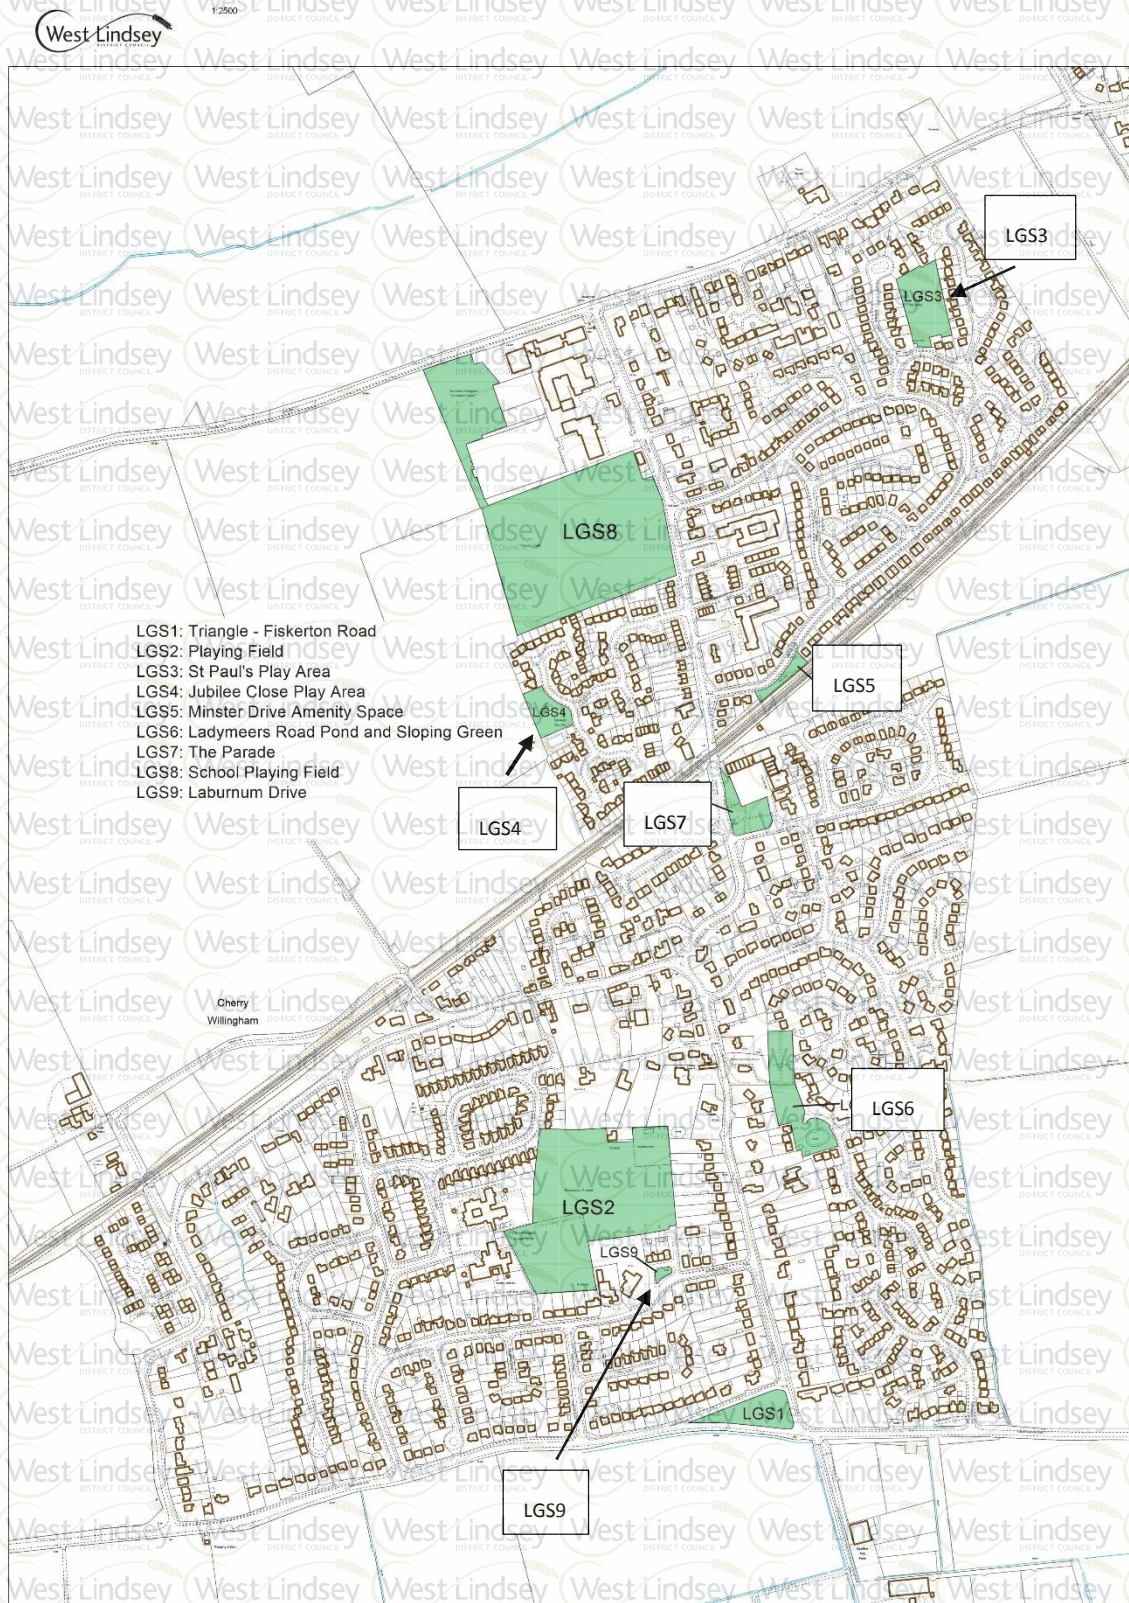 1:2500
West Lindsey
DISTRICT COUNCIL
LGS3
LGS3
LGS8
LGS1: Triangle - Fiskerton Road
LGS2: Playing Field
LGS3: St Paul's Play Area
LGS4: Jubilee Close Play Area
LGS5: Minster Drive Amenity Space
LGS6: Ladymeers Road Pond and Sloping Green
LGS7: The Parade
LGS8: School Playing Field
LGS9: Laburnum Drive
LGS5
LGS4
LGS4
LGS7
Cherry
Willingham
LGS6
LGS2
LGS9
LGS1
LGS9